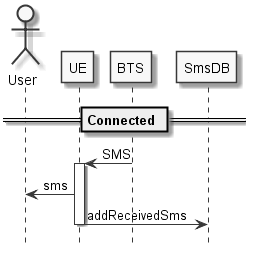 User
UE
BTS
SmsDB
Connected
SMS
sms
addReceivedSms